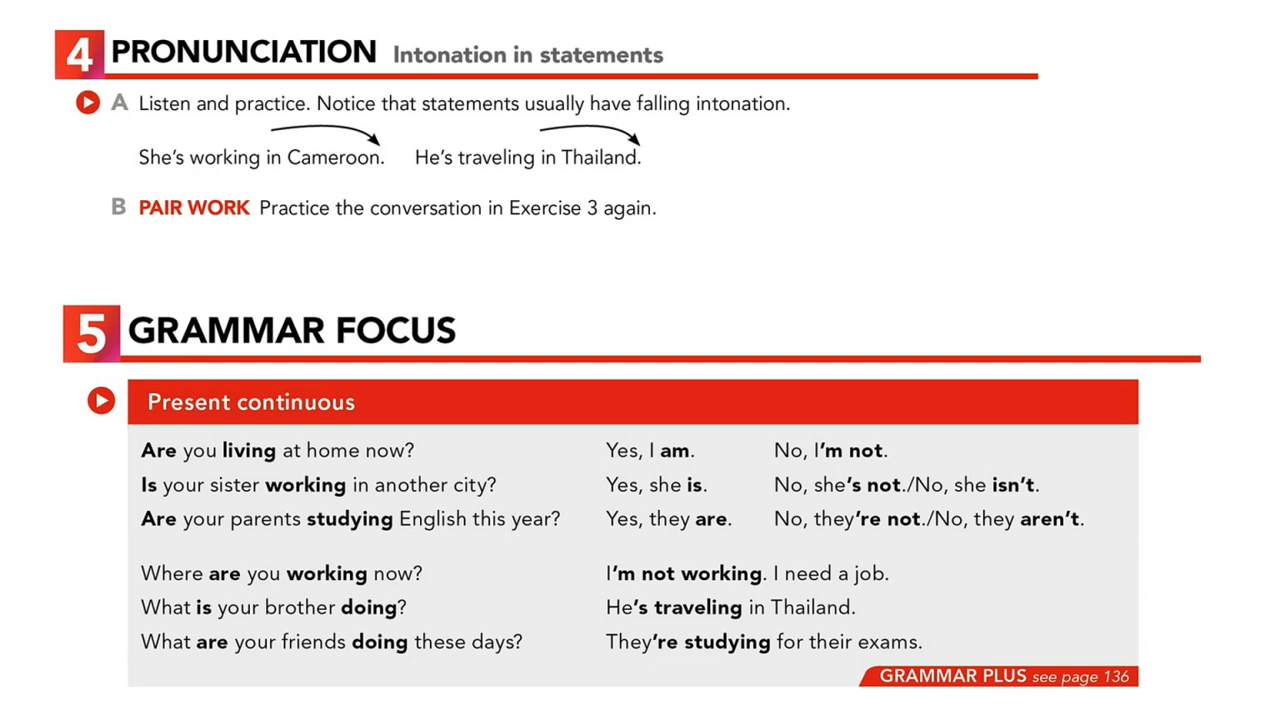 4 PRONUNCIATION Intonation in statements
A Listen and practice. Notice that statements usually have falling intonation.
She's working in Cameroon. He's traveling in Thailand.
B PAIR WORK Practice the conversation in Exercise 3 again.
5 GRAMMAR FOCUS
Present continuous
Are you living at home now? Yes, I am. No, I'm not.
Is your sister working in another city? Yes, she is. No, she's not./No, she isn't.
Are your parents studying English this year? Yes, they are. No, they're not./No, they aren't.
Where are you working now? I'm not working. I need a job.
What is your brother doing? He's traveling in Thailand.
What are your friends doing these days? They're studying for their exams.
GRAMMAR PLUS see page 136